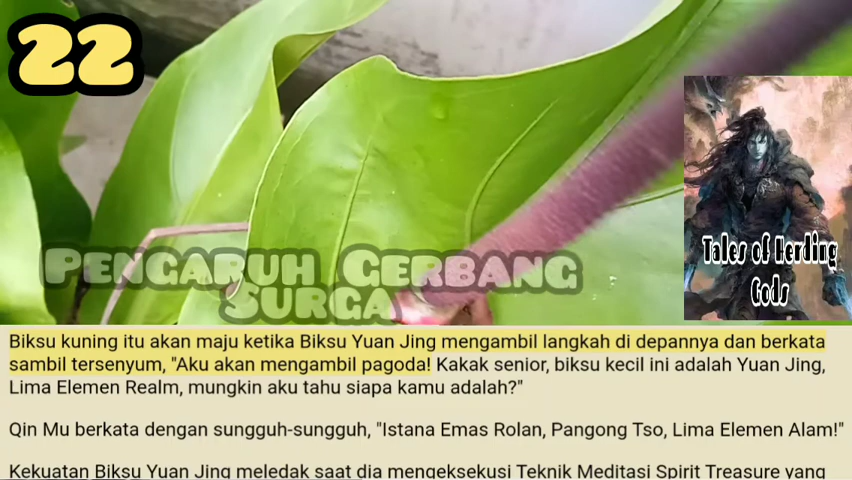 22
Tales of Herding
Gods
PENGARUH GERBANG
SURGA
Biksu kuning itu akan maju ketika Biksu Yuan Jing mengambil langkah di depannya dan berkata
sambil tersenyum, "Aku akan mengambil pagoda! Kakak senior, biksu kecil ini adalah Yuan Jing,
Lima Elemen Realm, mungkin aku tahu siapa kamu adalah?"
Qin Mu berkata dengan sungguh-sungguh, "Istana Emas Rolan, Pangong Tso, Lima Elemen Alam!"
Kekuatan Biksu Yuan Jing meledak saat dia mengeksekusi Teknik Meditasi Spirit Treasure yang